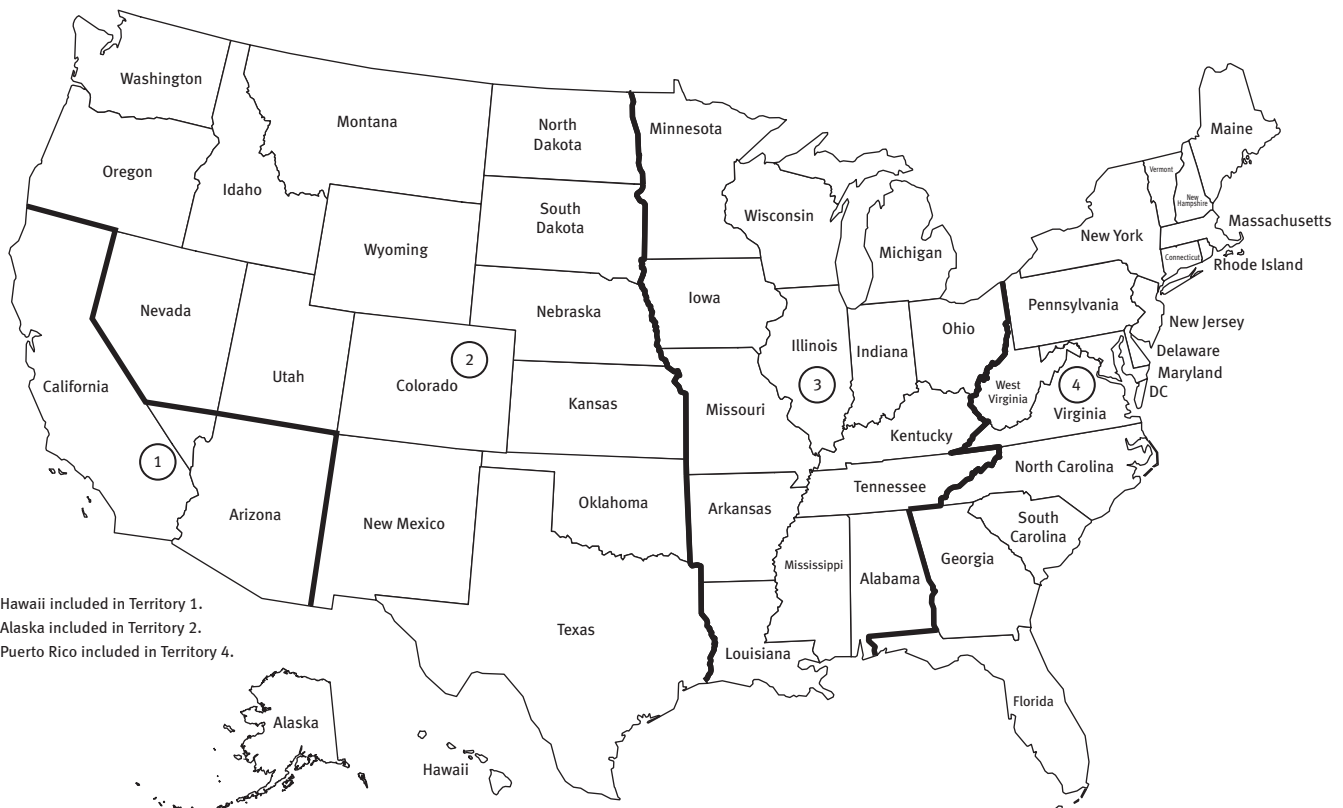 Washington
Montana
North
Dakota
Minnesota
Maine
Oregon
Idaho
Vermont
New
Hampshire
South
Dakota
Wisconsin
Massachusetts
Wyoming
Michigan
New York
Connecticut
Rhode Island
Nevada
Nebraska
Iowa
Pennsylvania
New Jersey
Ohio
Illinois
Indiana
Delaware
2
Maryland
California
Utah
Colorado
3
West
Virginia
4
DC
Kansas
Missouri
Virginia
Kentucky
1
North Carolina
Tennessee
Arizona
New Mexico
Oklahoma
Arkansas
South
Carolina
Georgia
Mississippi
Alabama
Hawaii included in Territory 1.
Alaska included in Territory 2.
Puerto Rico included in Territory 4.
Texas
Louisiana
Florida
Alaska
Hawaii